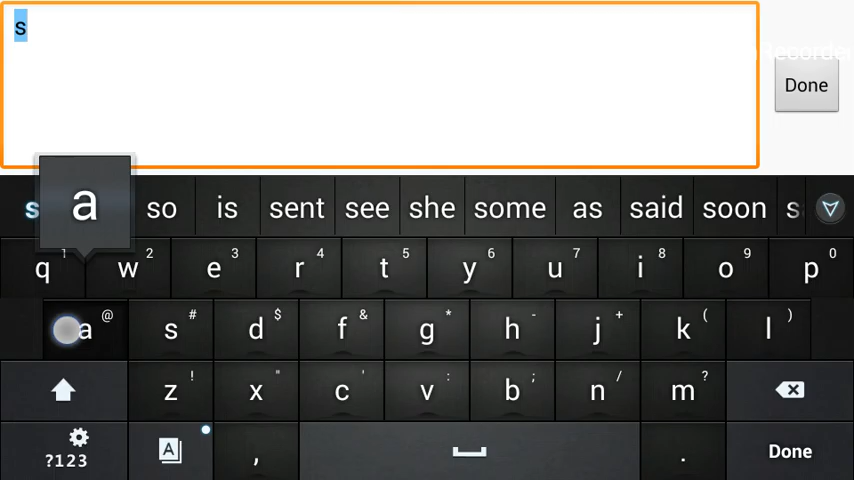 s
Recorder
Done
s a so is sent see she some as said soon s
q 1 w 2 e 3 r 4 t 5 y 6 u 7 i 8 o 9 p 0
a @ s # d $ f & g * h - j + k ( l )
z ! x " c ' v : b ; n / m ?
?123 A , . Done